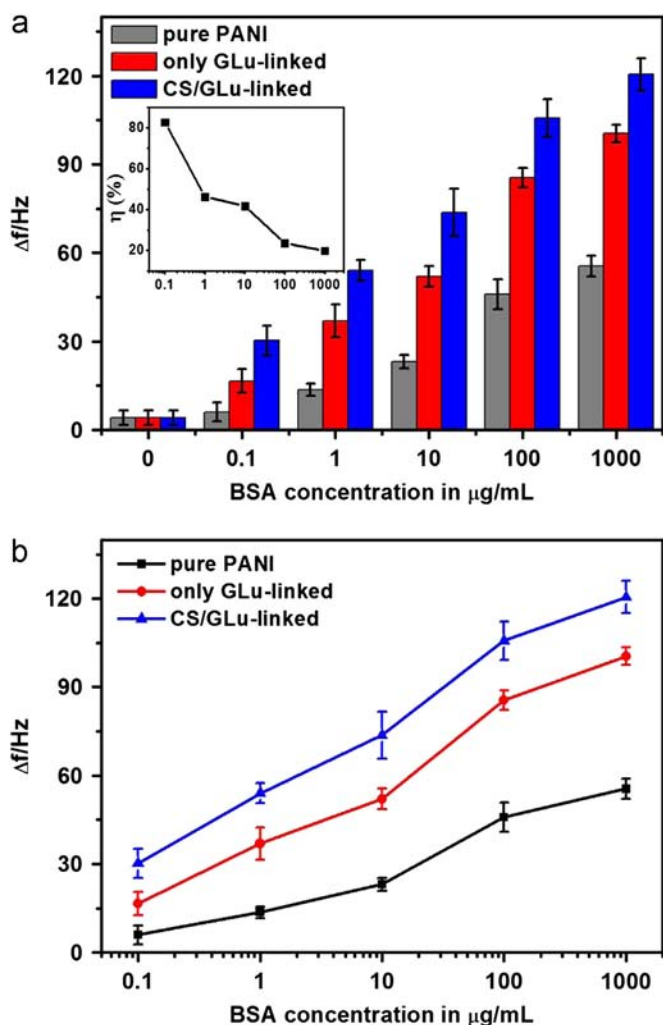 a
pure PANI
only GLu-linked
CS/GLu-linked
Δf/Hz
120
90
60
30
0
η (%)
80
60
40
20
0.1 1 10 100 1000
0 0.1 1 10 100 1000
BSA concentration in μg/mL
b
pure PANI
only GLu-linked
CS/GLu-linked
Δf/Hz
120
90
60
30
0
0.1 1 10 100 1000
BSA concentration in μg/mL